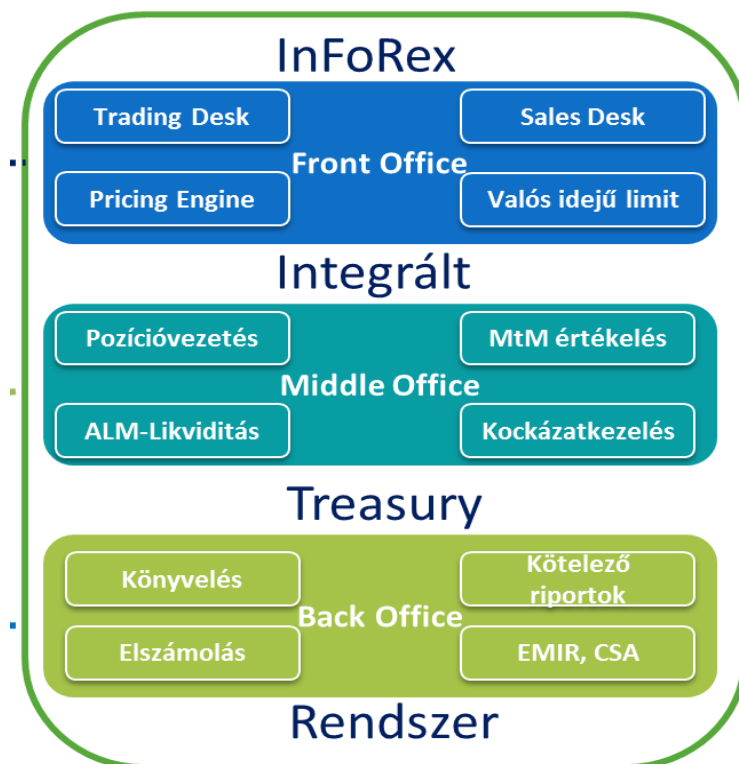 InFoRex
Trading Desk
Sales Desk
Front Office
Pricing Engine
Valós idejű limit
Integrált
Pozícióvezetés
MtM értékelés
Middle Office
ALM-Likviditás
Kockázatkezelés
Treasury
Könyvelés
Kötelező
riportok
Back Office
Elszámolás
EMIR, CSA
Rendszer